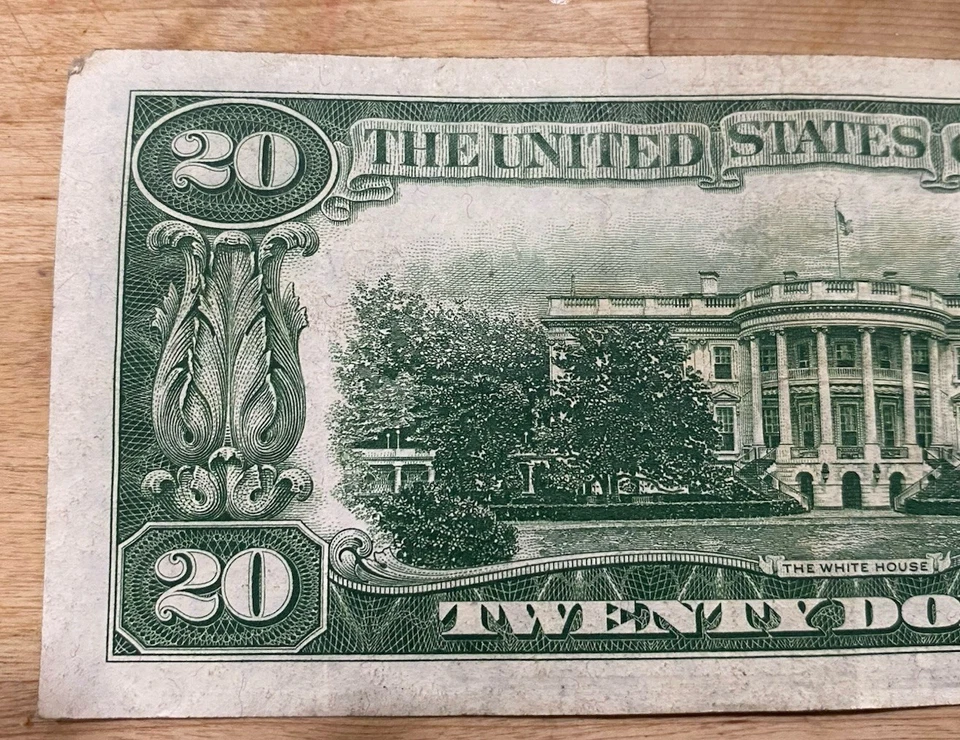 20
THE UNITED STATES
THE WHITE HOUSE
20
TWENTY DO